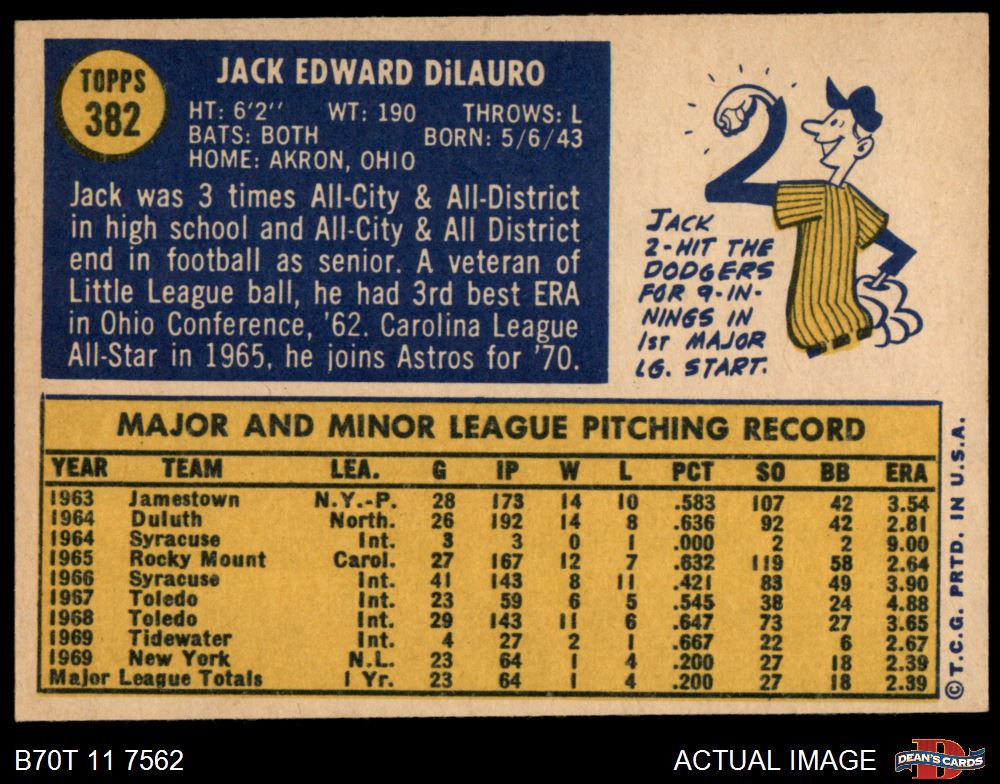 TOPPS
382
JACK EDWARD DiLAURO
HT: 6'2'' WT: 190 THROWS: L
BATS: BOTH BORN: 5/6/43
HOME: AKRON, OHIO
Jack was 3 times All-City & All-District
in high school and All-City & All District
end in football as senior. A veteran of
Little League ball, he had 3rd best ERA
in Ohio Conference, '62. Carolina League
All-Star in 1965, he joins Astros for '70.
JACK
2-HIT THE
DODGERS
FOR 9-IN-
NINGS IN
1ST MAJOR
LG. START.
MAJOR AND MINOR LEAGUE PITCHING RECORD
YEAR TEAM LEA. G IP W L PCT SO BB ERA
1963 Jamestown N.Y.-P. 28 173 14 10 .583 107 42 3.54
1964 Duluth North. 26 192 14 8 .636 92 42 2.81
1964 Syracuse Int. 3 3 0 1 .000 2 2 9.00
1965 Rocky Mount Carol. 27 167 12 7 .632 119 58 2.64
1966 Syracuse Int. 41 143 8 11 .421 83 49 3.90
1967 Toledo Int. 23 59 6 5 .545 38 24 4.88
1968 Toledo Int. 29 143 11 6 .647 73 27 3.65
1969 Tidewater Int. 4 27 2 1 .667 22 6 2.67
1969 New York N.L. 23 64 1 4 .200 27 18 2.39
Major League Totals 1 Yr. 23 64 1 4 .200 27 18 2.39
© T.C.G. PRTD. IN U.S.A.
B70T 11 7562
ACTUAL IMAGE
DEAN'S CARDS